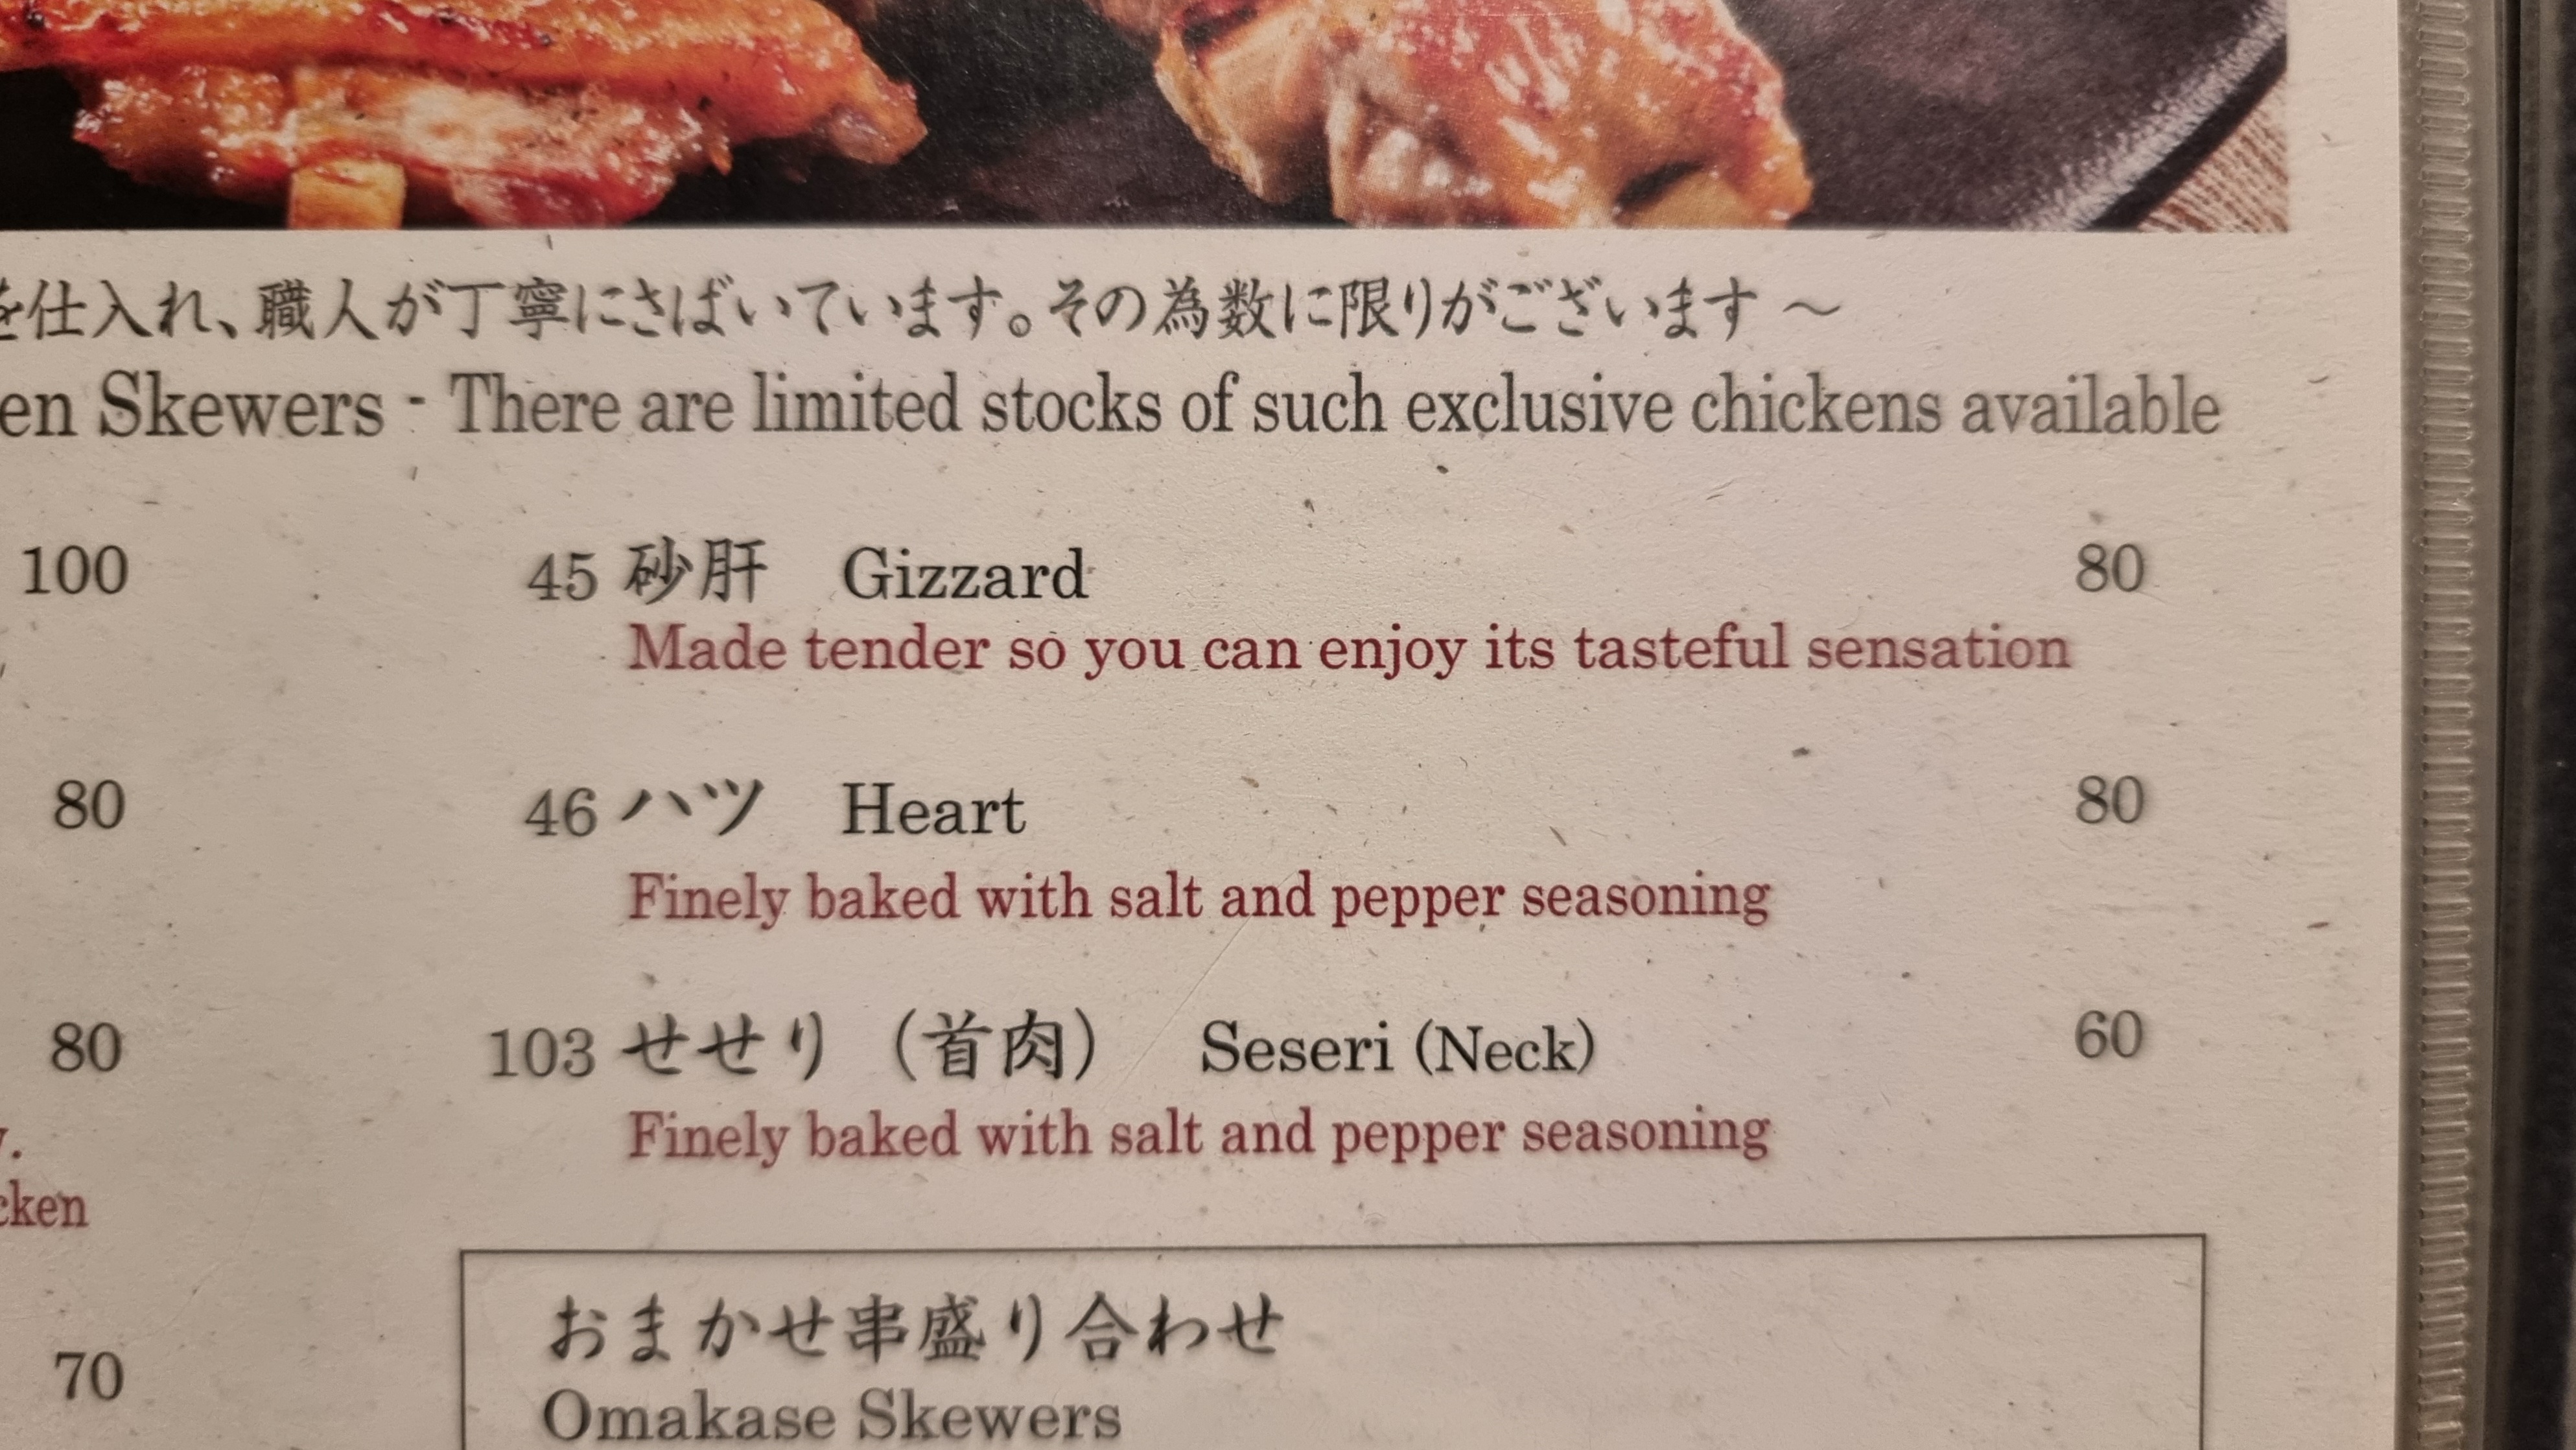 を仕入れ、職人が丁寧にさばいています。その為数に限りがございます ～
en Skewers - There are limited stocks of such exclusive chickens available
100
45 砂肝 Gizzard 80
Made tender so you can enjoy its tasteful sensation
80
46 ハツ Heart 80
Finely baked with salt and pepper seasoning
80
103 せせり（首肉） Seseri (Neck) 60
Finely baked with salt and pepper seasoning
cken
70
おまかせ串盛り合わせ
Omakase Skewers